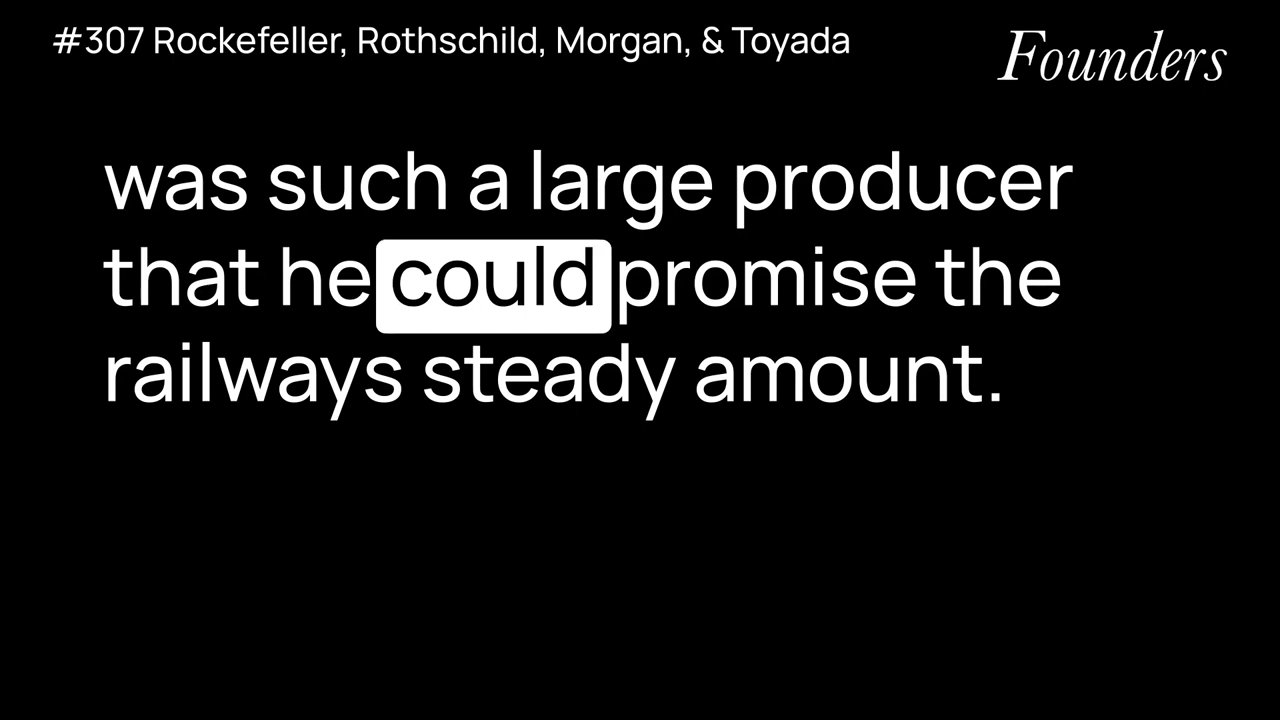 #307 Rockefeller, Rothschild, Morgan, & Toyada
Founders
was such a large producer
that he could promise the
railways steady amount.